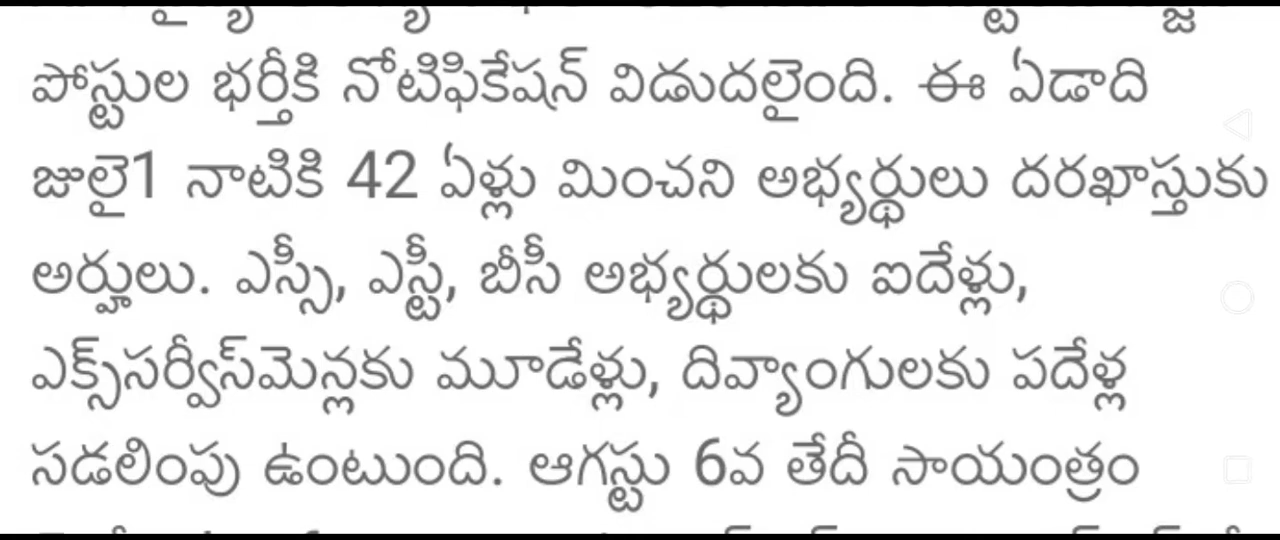 పోస్టుల భర్తీకి నోటిఫికేషన్ విడుదలైంది. ఈ ఏడాది
జులై1 నాటికి 42 ఏళ్లు మించని అభ్యర్థులు దరఖాస్తుకు
అర్హులు. ఎస్సీ, ఎస్టీ, బీసీ అభ్యర్థులకు ఐదేళ్లు,
ఎక్స్‌సర్వీస్‌మెన్లకు మూడేళ్లు, దివ్యాంగులకు పదేళ్ల
సడలింపు ఉంటుంది. ఆగస్టు 6వ తేదీ సాయంత్రం